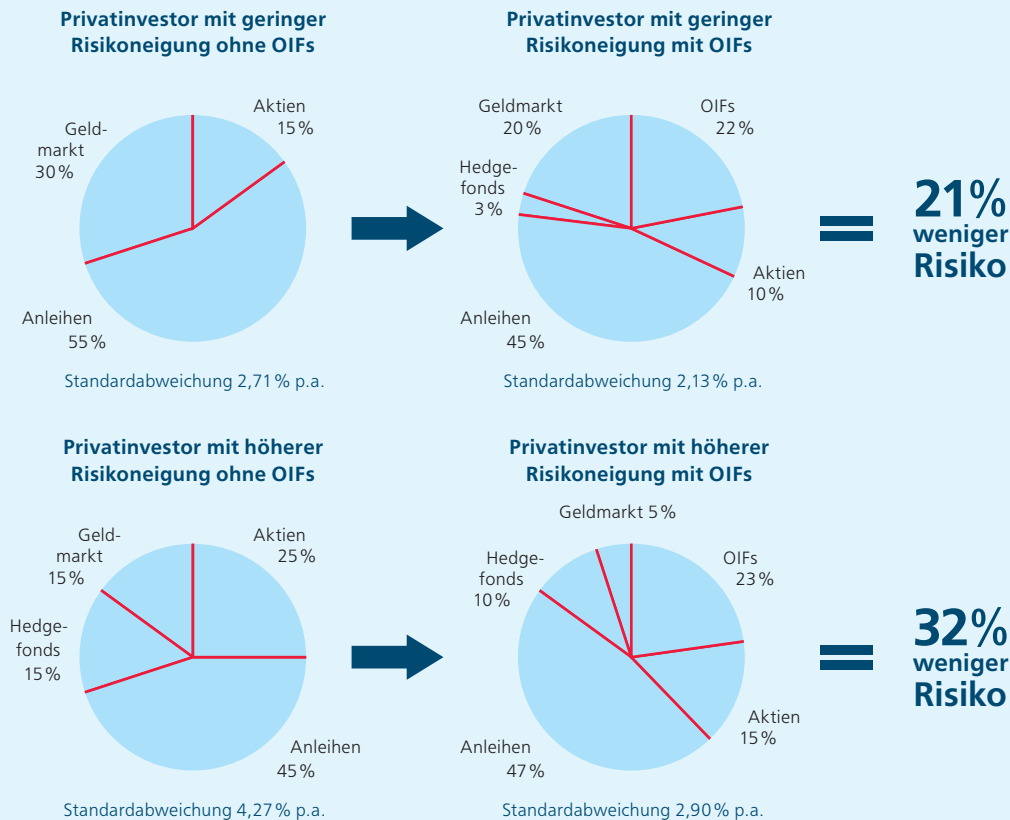 Privatinvestor mit geringer
Risikoneigung ohne OIFs
Aktien
15 %
Geld-
markt
30 %
Anleihen
55 %
Standardabweichung 2,71 % p.a.
Privatinvestor mit geringer
Risikoneigung mit OIFs
Geldmarkt
20 %
OIFs
22 %
Hedge-
fonds
3 %
Aktien
10 %
Anleihen
45 %
Standardabweichung 2,13 % p.a.
21%
weniger
Risiko
Privatinvestor mit höherer
Risikoneigung ohne OIFs
Geld-
markt
15 %
Aktien
25 %
Hedge-
fonds
15 %
Anleihen
45 %
Standardabweichung 4,27 % p.a.
Privatinvestor mit höherer
Risikoneigung mit OIFs
Geldmarkt 5 %
Hedge-
fonds
10 %
OIFs
23 %
Aktien
15 %
Anleihen
47 %
Standardabweichung 2,90 % p.a.
32%
weniger
Risiko